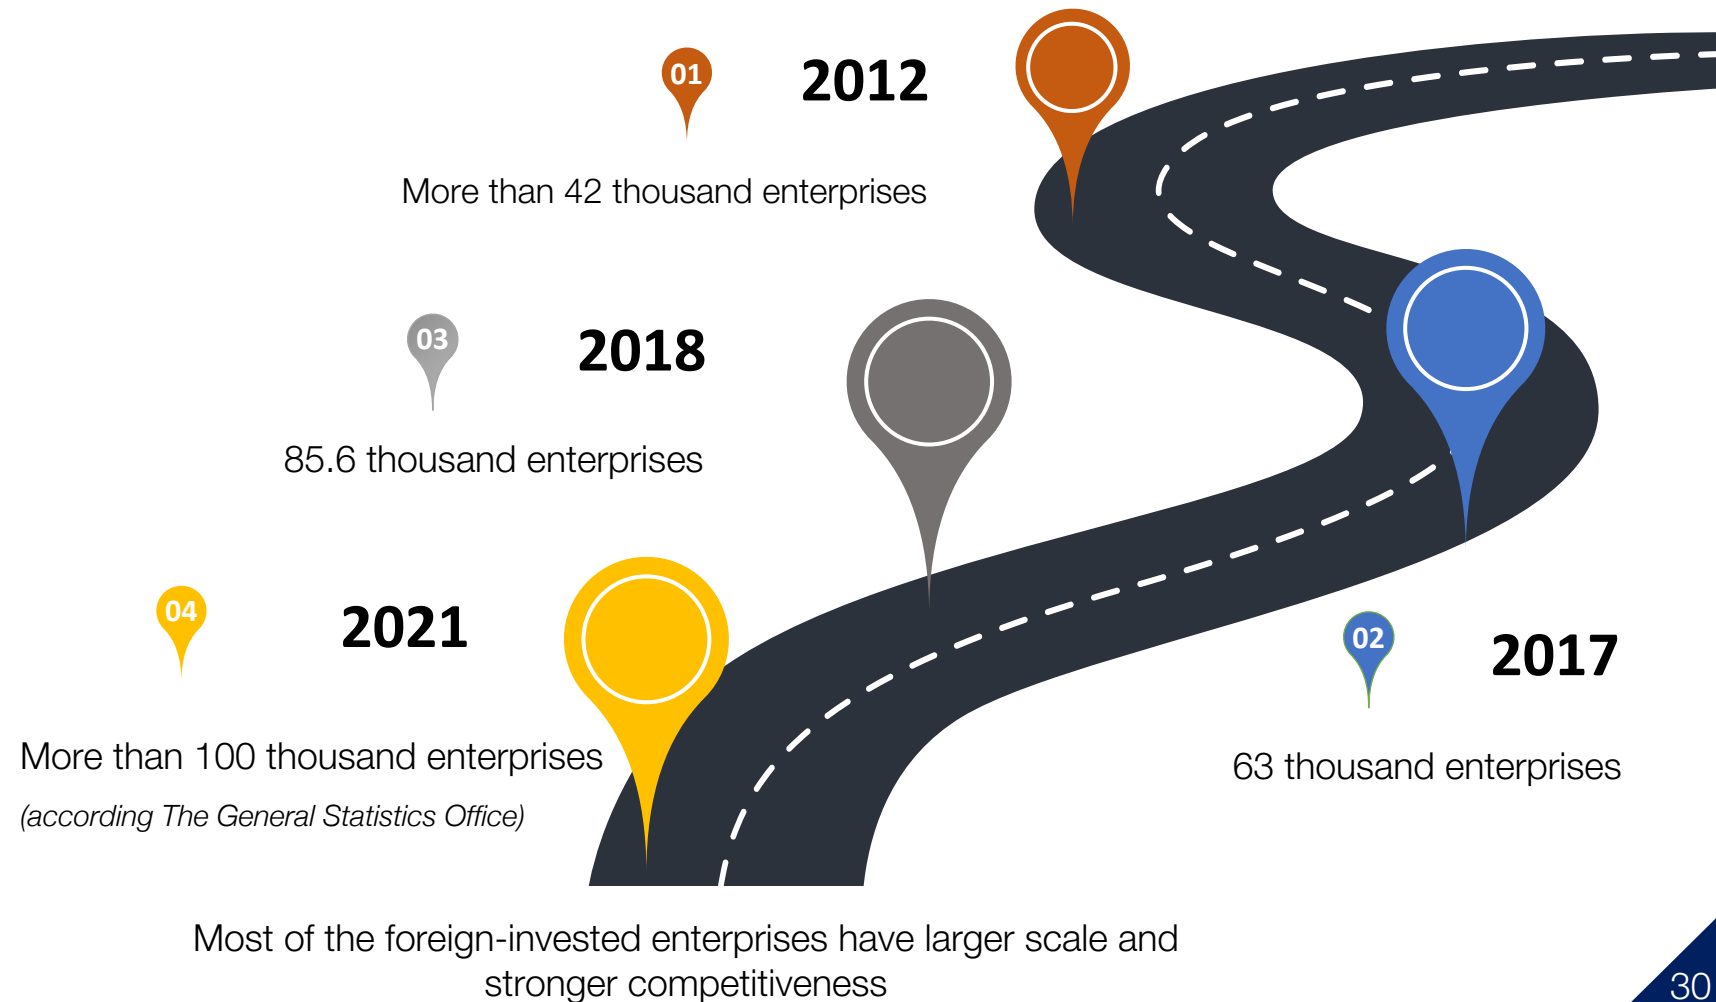 01
2012
More than 42 thousand enterprises
03
2018
85.6 thousand enterprises
04
2021
More than 100 thousand enterprises
(according The General Statistics Office)
02
2017
63 thousand enterprises
Most of the foreign-invested enterprises have larger scale and
stronger competitiveness
30